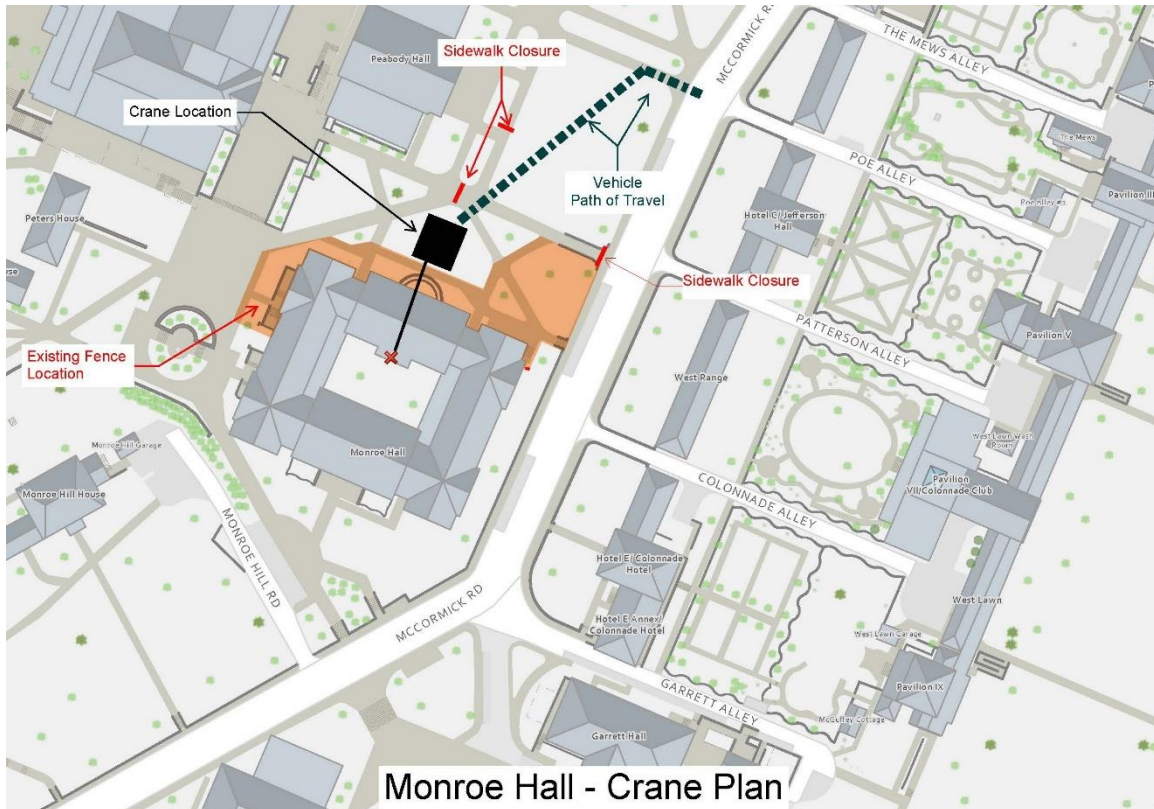 Sidewalk Closure
MCCORMICK RD
THE MEWS ALLEY
Peabody Hall
Crane Location
The Mews
POE ALLEY
Vehicle
Path of Travel
Poe Alley #3
Pavilion III
Peters House
Hotel C/ Jefferson
Hall
Sidewalk Closure
PATTERSON ALLEY
Pavilion V
Existing Fence
Location
West Range
West Lawn Wash
Room
Monroe Hill Garage
Monroe Hall
Pavilion
VII/Colonnade Club
Monroe Hill House
COLONNADE ALLEY
MONROE HILL RD
Hotel E/ Colonnade
Hotel
West Lawn
MCCORMICK RD
Hotel E Annex/
Colonnade Hotel
West Lawn Garage
Pavilion IX
GARRETT ALLEY
McGuffey Cottage
Garrett Hall
Monroe Hall - Crane Plan